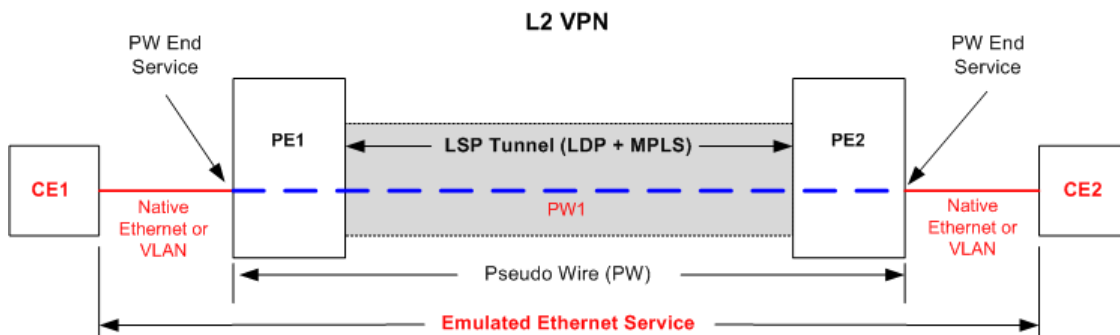 L2 VPN
PW End
Service
PW End
Service
PE1
LSP Tunnel (LDP + MPLS)
PE2
CE1
CE2
Native
Ethernet or
VLAN
PW1
Native
Ethernet or
VLAN
Pseudo Wire (PW)
Emulated Ethernet Service